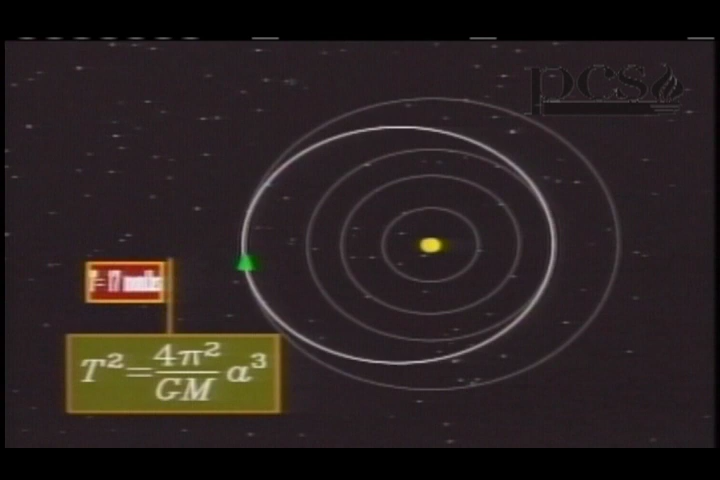 pcs
T = 17 months
T² = 4π²/GM a³